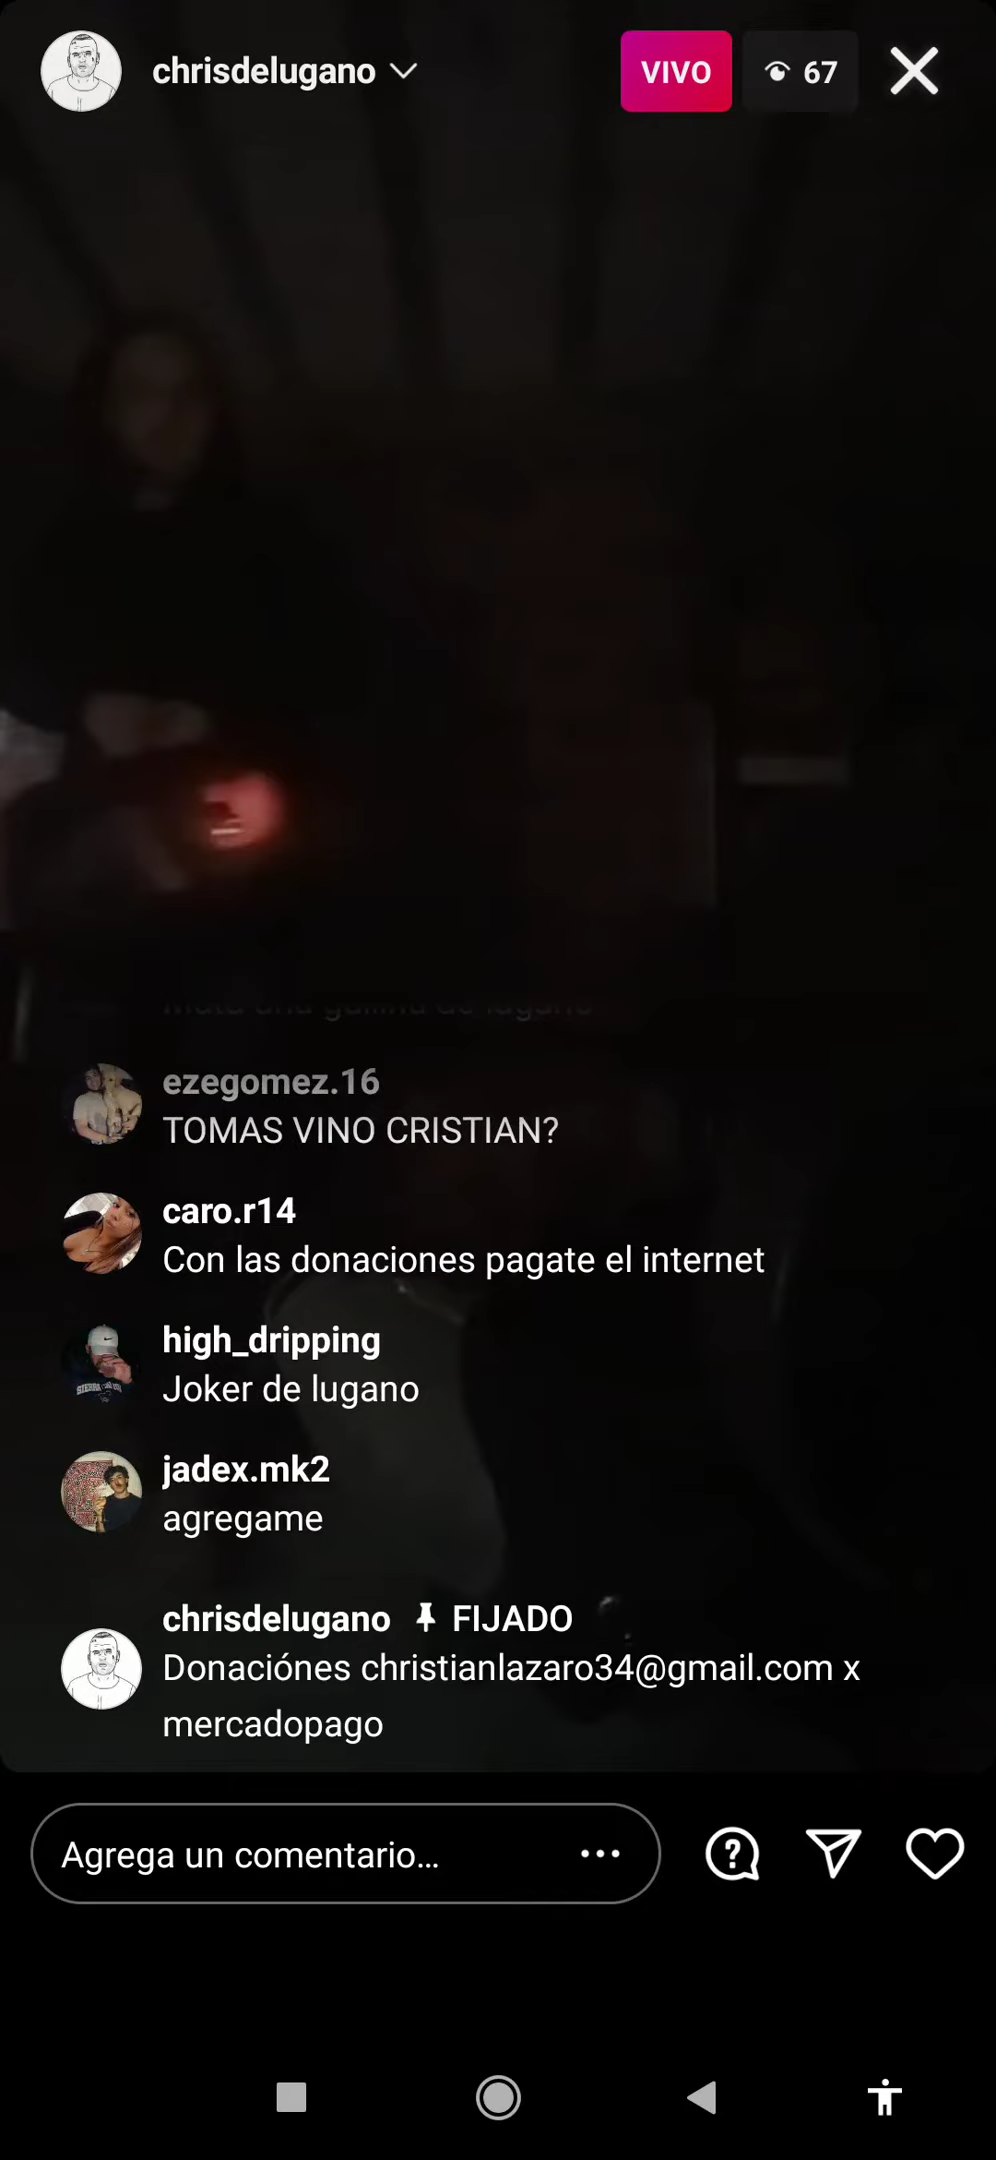 chrisdelugano
VIVO
67
ezegomez.16
TOMAS VINO CRISTIAN?
caro.r14
Con las donaciones pagate el internet
high_dripping
Joker de lugano
jadex.mk2
agregame
chrisdelugano FIJADO
Donaciónes christianlazaro34@gmail.com x
mercadopago
Agrega un comentario...